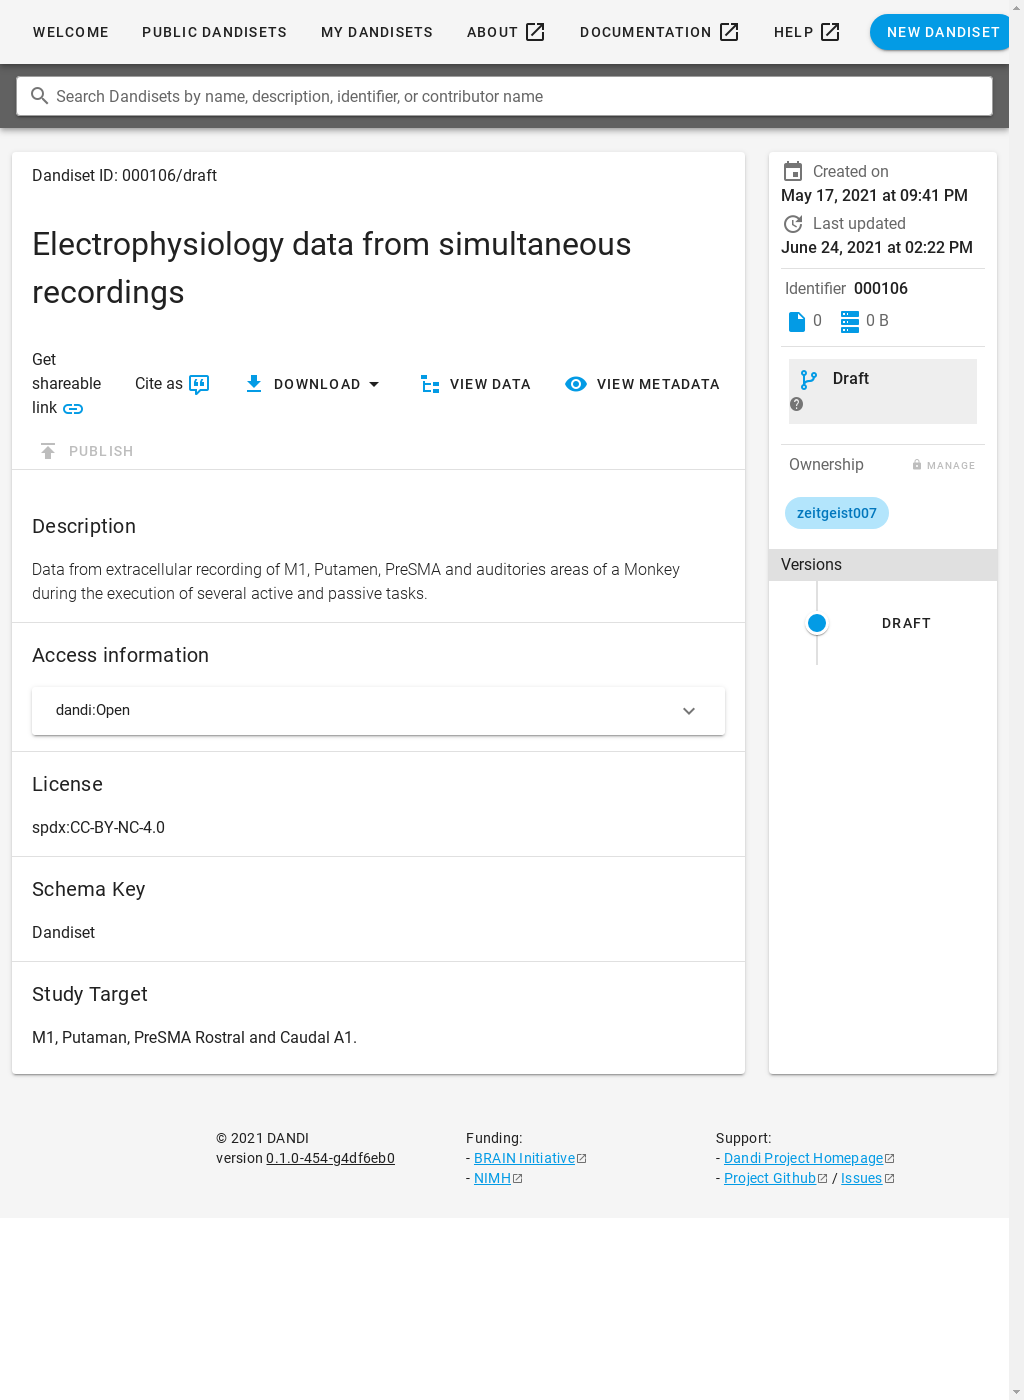 WELCOME
PUBLIC DANDISETS
MY DANDISETS
ABOUT
DOCUMENTATION
HELP
NEW DANDISET
Search Dandisets by name, description, identifier, or contributor name
Dandiset ID: 000106/draft
Electrophysiology data from simultaneous
recordings
Get
shareable
link
Cite as
DOWNLOAD
VIEW DATA
VIEW METADATA
PUBLISH
Description
Data from extracellular recording of M1, Putamen, PreSMA and auditories areas of a Monkey
during the execution of several active and passive tasks.
Access information
dandi:Open
License
spdx:CC-BY-NC-4.0
Schema Key
Dandiset
Study Target
M1, Putaman, PreSMA Rostral and Caudal A1.
Created on
May 17, 2021 at 09:41 PM
Last updated
June 24, 2021 at 02:22 PM
Identifier 000106
0 0 B
Draft
Ownership MANAGE
zeitgeist007
Versions
DRAFT
© 2021 DANDI
version 0.1.0-454-g4df6eb0
Funding:
- BRAIN Initiative
- NIMH
Support:
- Dandi Project Homepage
- Project Github / Issues